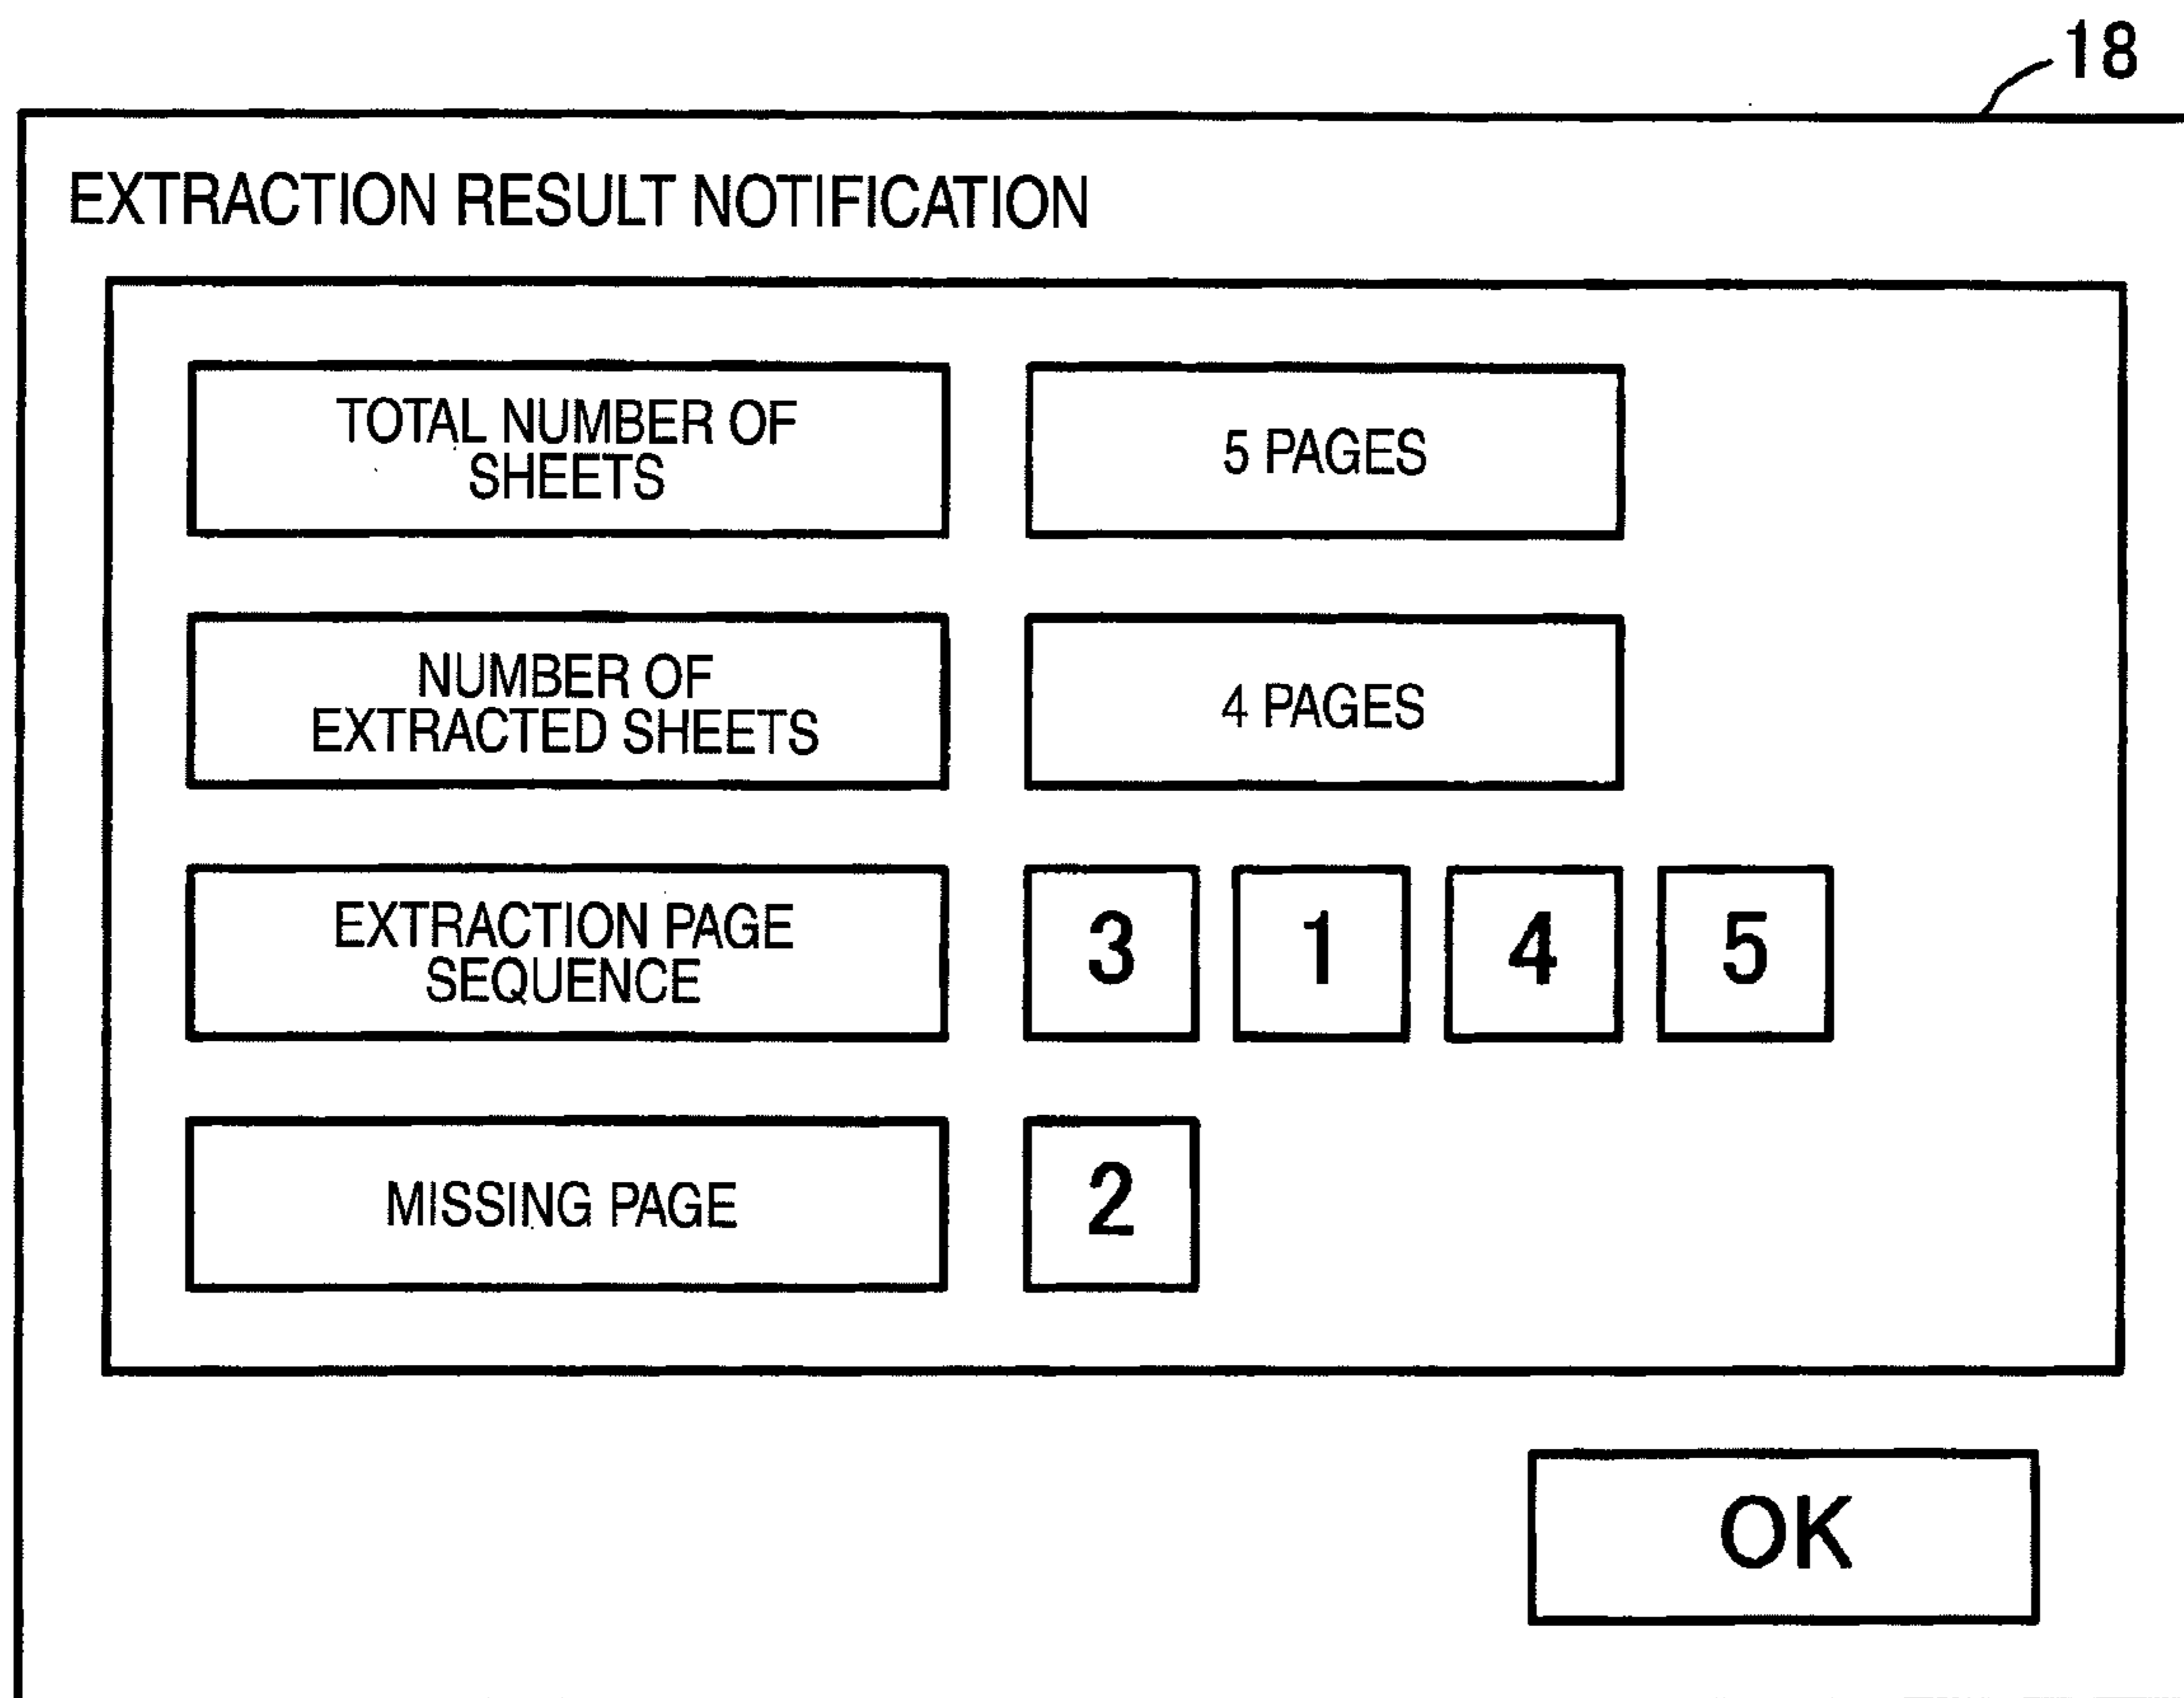 18
EXTRACTION RESULT NOTIFICATION
TOTAL NUMBER OF
SHEETS
5 PAGES
NUMBER OF
EXTRACTED SHEETS
4 PAGES
EXTRACTION PAGE
SEQUENCE
3 1 4 5
MISSING PAGE
2
OK